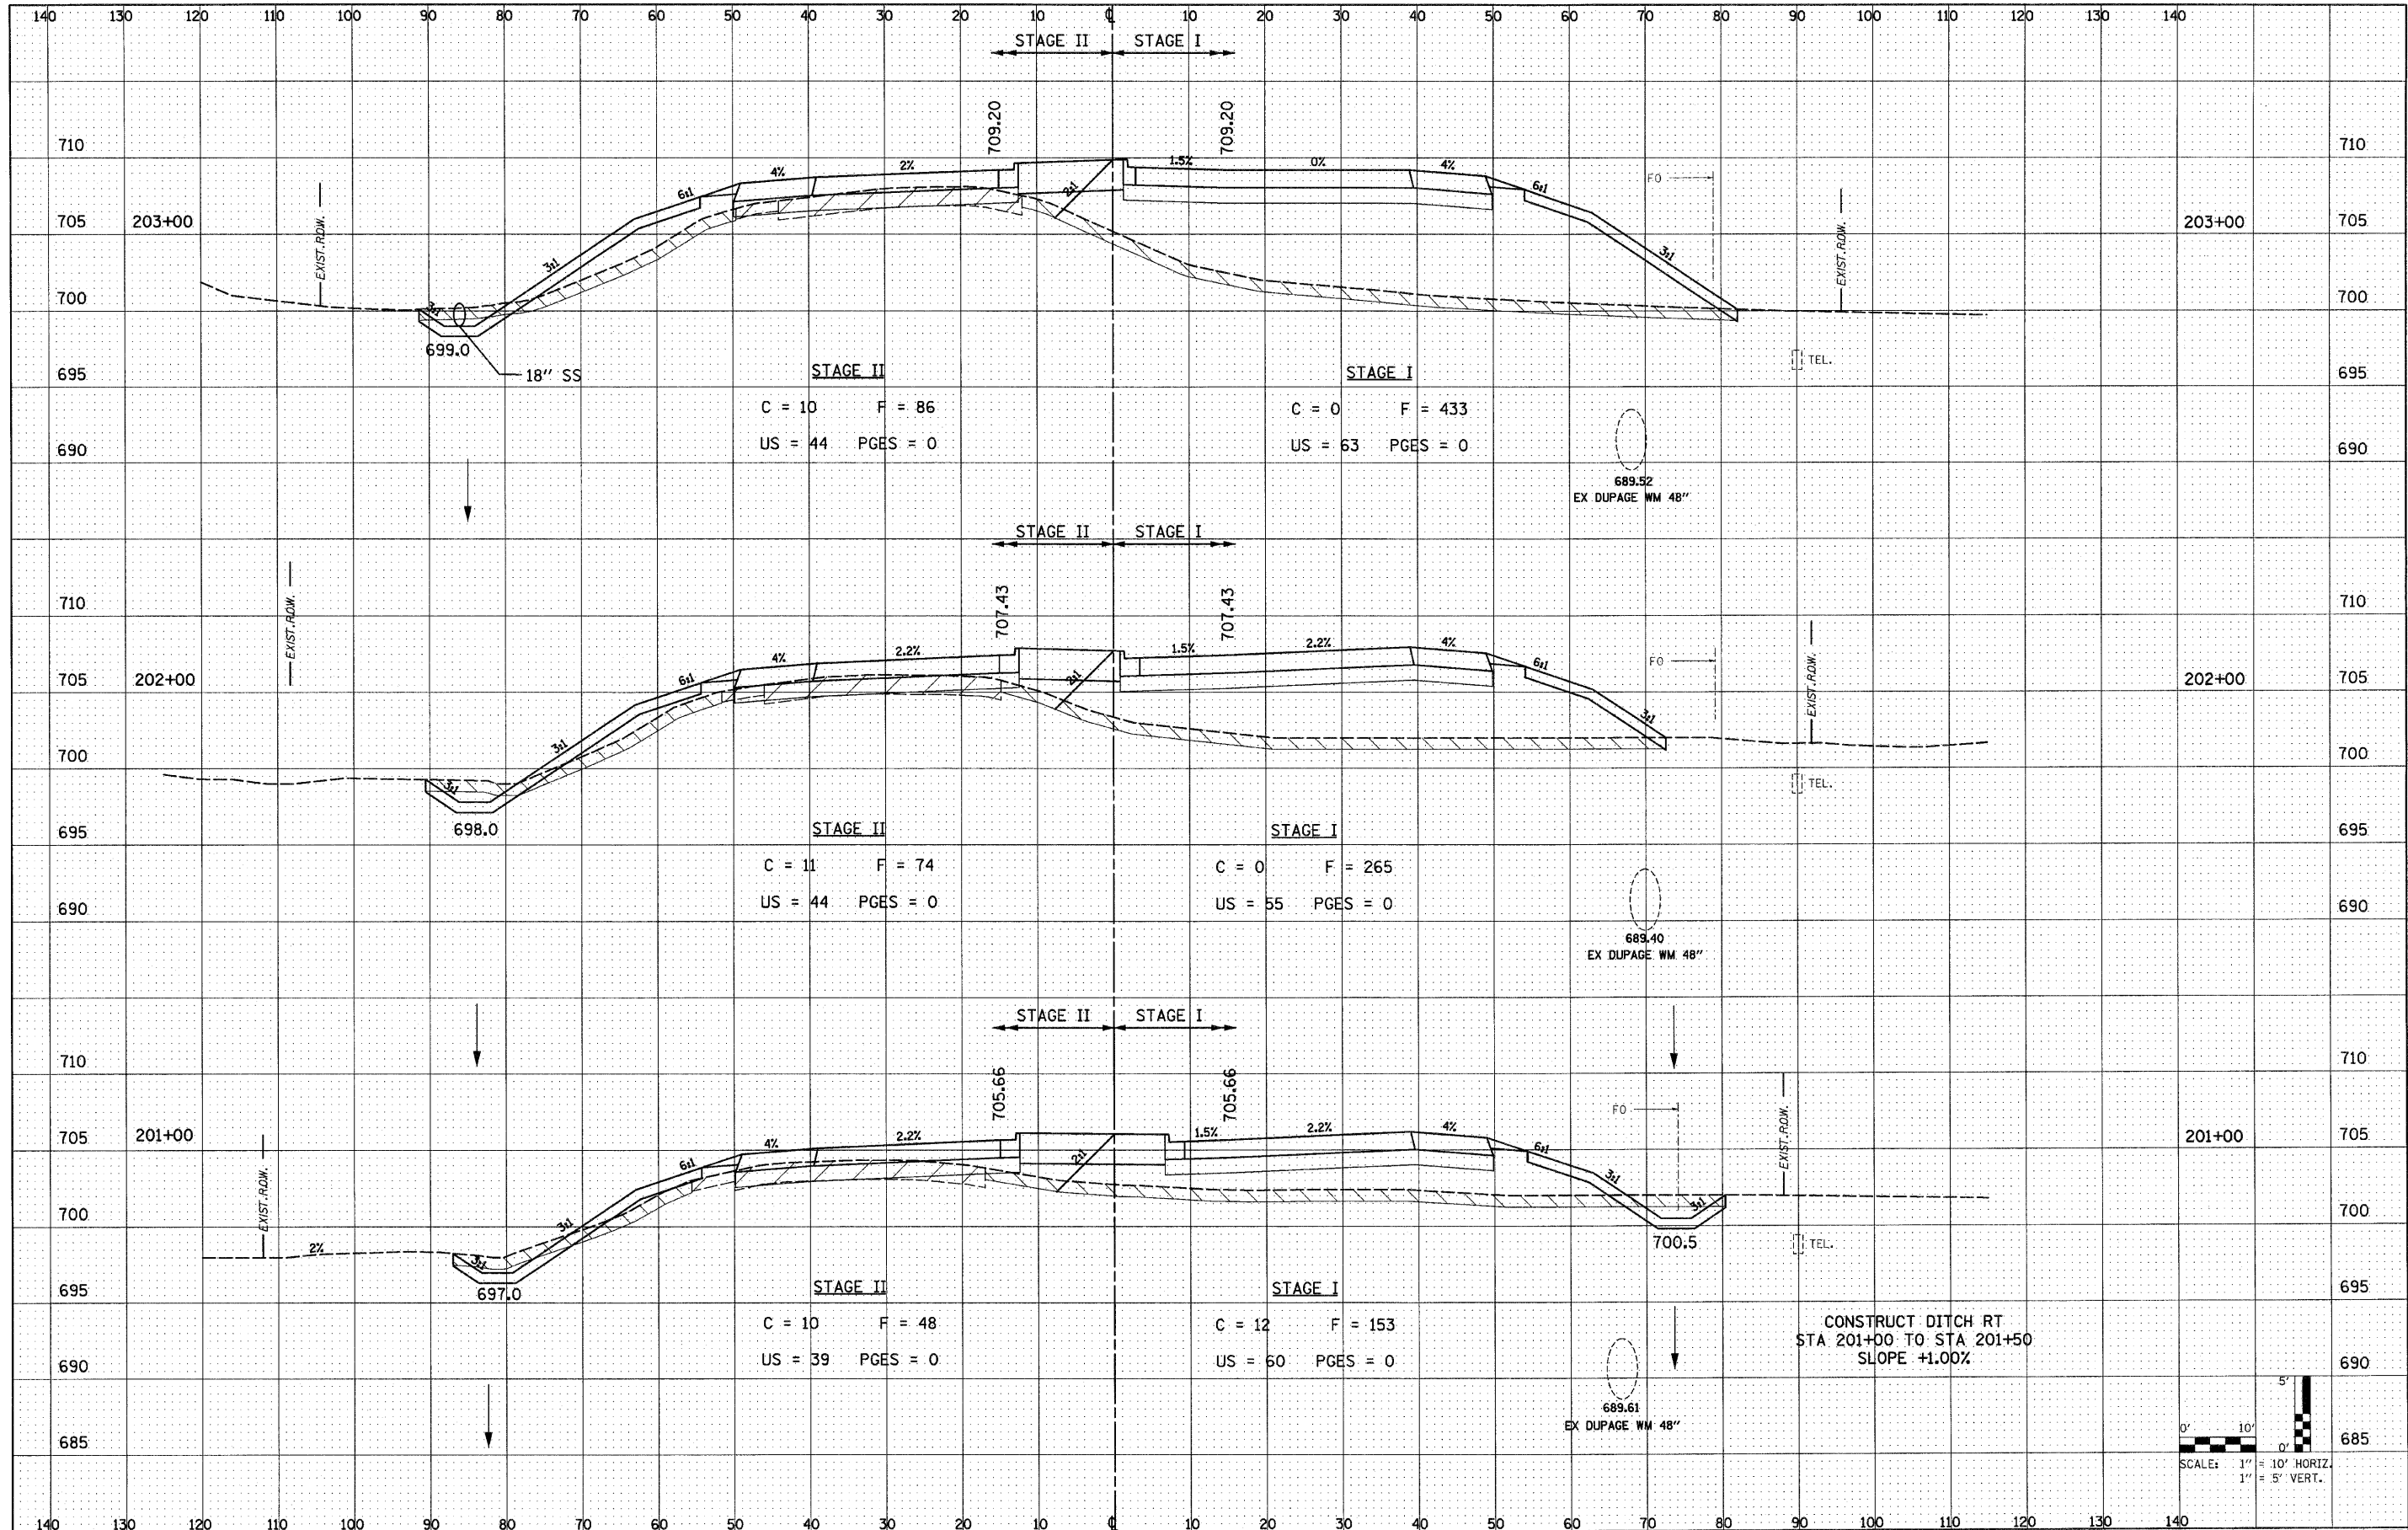 140 130 120 110 100 90 80 70 60 50 40 30 20 10 ℄ 10 20 30 40 50 60 70 80 90 100 110 120 130 140
STAGE II STAGE I
709.20 709.20
710 710
6:1 4% 2% 2:1 1.5% 0% 4% 6:1
FO
705 203+00 EXIST. R.O.W. EXIST. R.O.W. 203+00 705
3:1 3:1
700 700
3:1
699.0
18" SS
TEL.
695 STAGE II STAGE I 695
C = 10 F = 86 C = 0 F = 433
US = 44 PGES = 0 US = 63 PGES = 0
690 690
689.52
EX DUPAGE WM 48"
STAGE II STAGE I
707.43 707.43
710 710
EXIST. R.O.W. EXIST. R.O.W.
6:1 4% 2.2% 2:1 1.5% 2.2% 4% 6:1
FO
705 202+00 202+00 705
3:1 3:1
700 700
3:1
TEL.
698.0
695 STAGE II STAGE I 695
C = 11 F = 74 C = 0 F = 265
US = 44 PGES = 0 US = 55 PGES = 0
690 690
689.40
EX DUPAGE WM 48"
STAGE II STAGE I
710 710
705.66 705.66
FO
705 201+00 201+00 705
6:1 4% 2.2% 2:1 1.5% 2.2% 4% 6:1
EXIST. R.O.W. EXIST. R.O.W.
3:1 3:1 3:1
700 700
2% 3:1
700.5 TEL.
697.0
695 STAGE II STAGE I 695
C = 10 F = 48 C = 12 F = 153
US = 39 PGES = 0 US = 60 PGES = 0
CONSTRUCT DITCH RT
STA 201+00 TO STA 201+50
SLOPE +1.00%
690 690
689.61
EX DUPAGE WM 48"
685 685
5'
0' 10' 0'
SCALE: 1" = 10' HORIZ.
1" = 5' VERT.
140 130 120 110 100 90 80 70 60 50 40 30 20 10 ℄ 10 20 30 40 50 60 70 80 90 100 110 120 130 140